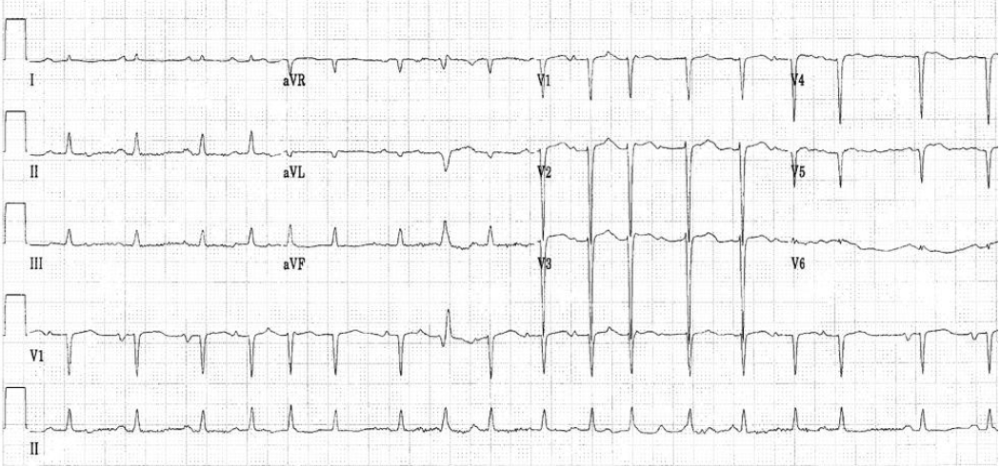 I aVR V1 V4
II aVL V2 V5
III aVF V3 V6
V1
II